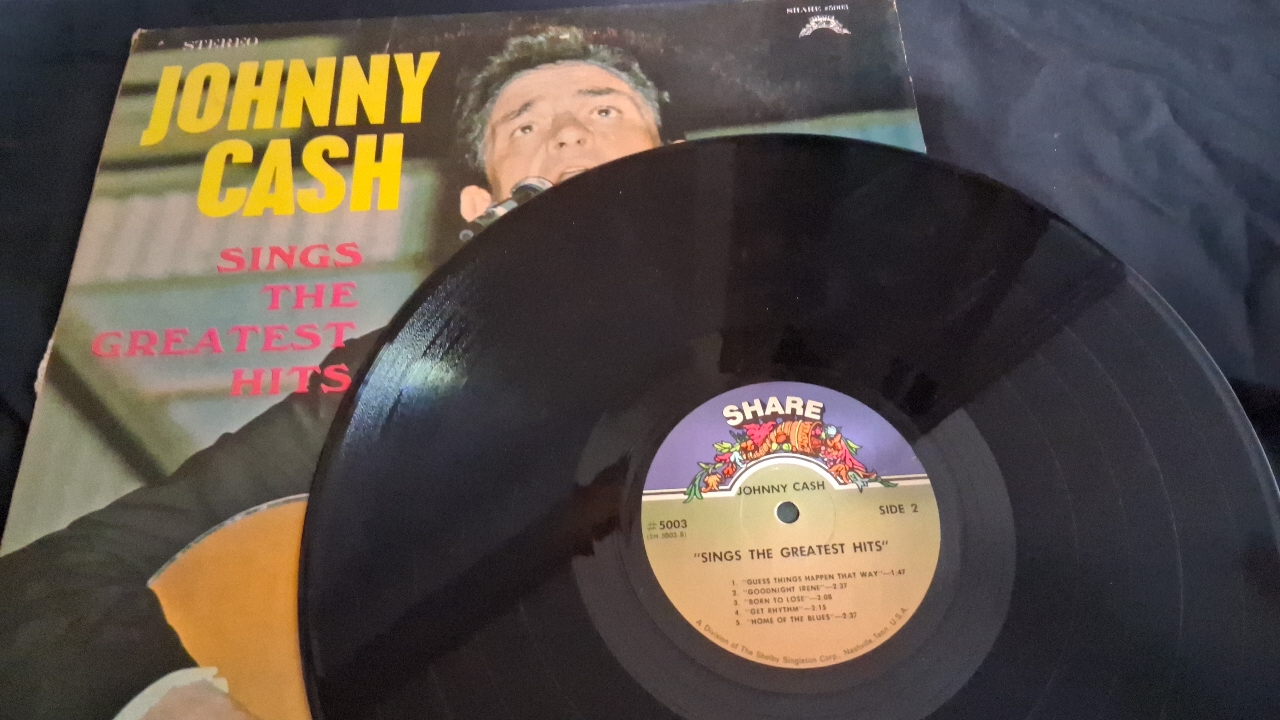 STEREO
SHARE #5003
JOHNNY
CASH
SINGS
THE
GREATEST
HITS
SHARE
JOHNNY CASH
#5003
SIDE 2
"SINGS THE GREATEST HITS"
1. "GUESS THINGS HAPPEN THAT WAY"—1:47
2. "GOODNIGHT IRENE"—2:37
3. "BORN TO LOSE"—2:08
4. "GET RHYTHM"—2:15
5. "HOME OF THE BLUES"—2:37
A Division of The Shelby Singleton Corp., Nashville, Tenn. U.S.A.